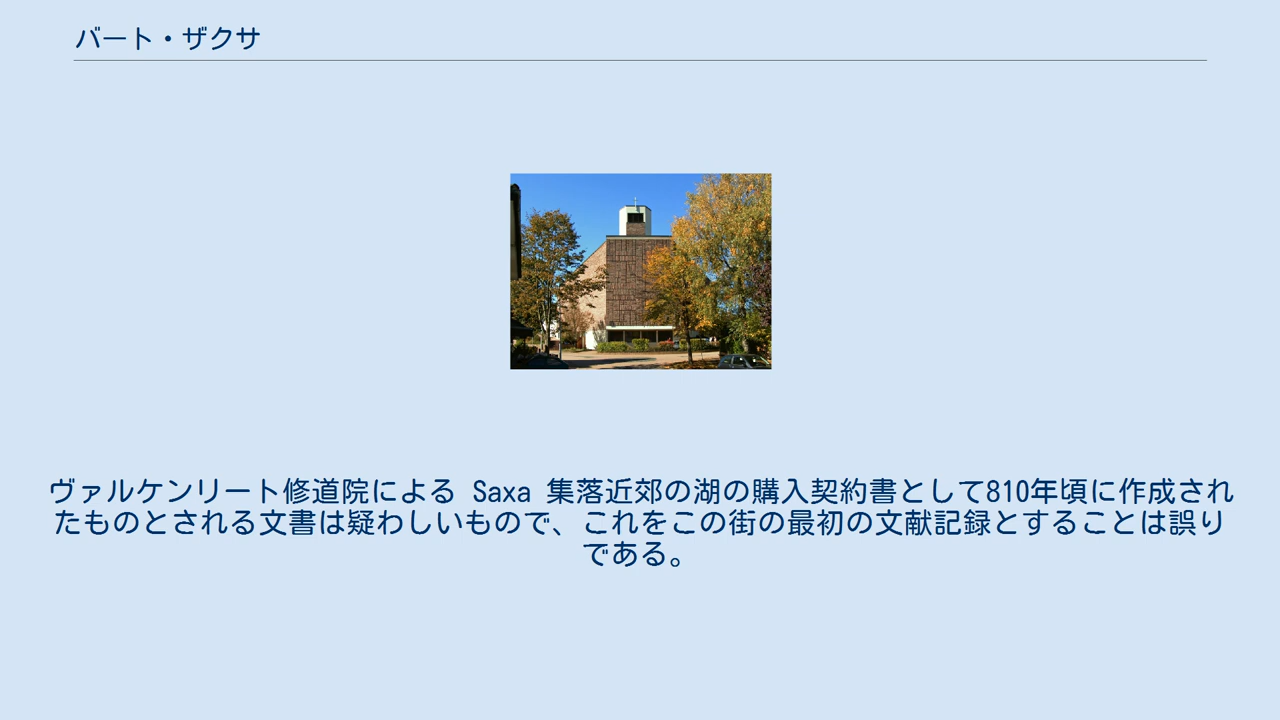 バート・ザクサ
ヴァルケンリート修道院による Saxa 集落近郊の湖の購入契約書として810年頃に作成され
たものとされる文書は疑わしいもので、これをこの街の最初の文献記録とすることは誤り
である。